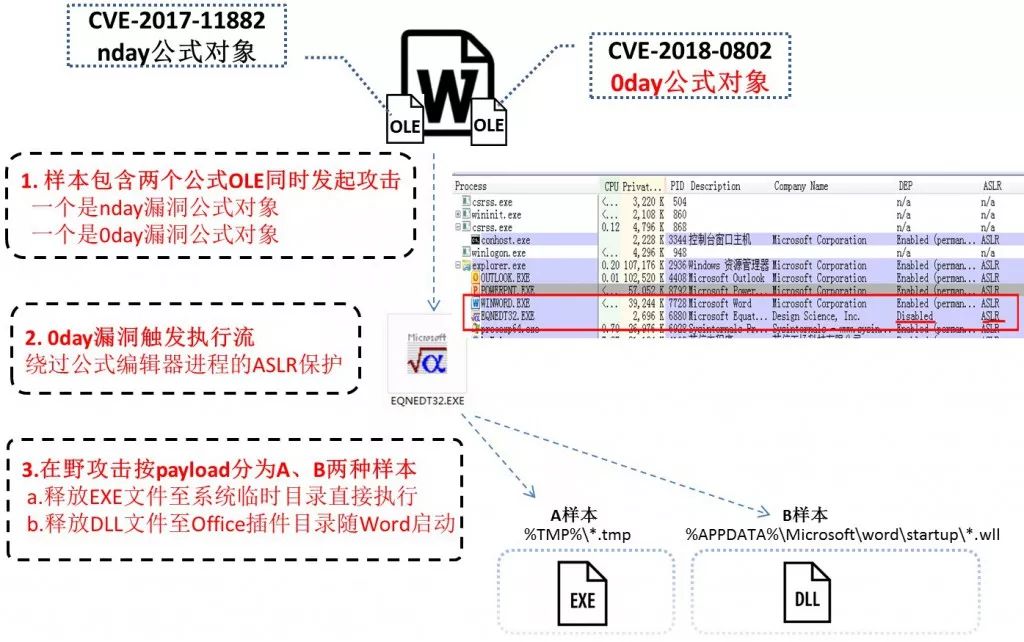 CVE-2017-11882
nday公式对象
CVE-2018-0802
0day公式对象
W
OLE
OLE
1. 样本包含两个公式OLE同时发起攻击
一个是nday漏洞公式对象
一个是0day漏洞公式对象
Process CPU Privat... PID Description Company Name DEP ASLR
csrss.exe <... 3,220 K 504 n/a n/a
wininit.exe <... 2,108 K 860 n/a n/a
csrss.exe 0.12 4,796 K 868 n/a n/a
conhost.exe 2,228 K 3344 控制台窗口主机 Microsoft Corporation Enabled (perman... ASLR
winlogon.exe <... 4,296 K 948 n/a n/a
explorer.exe 0.20 107,176 K 2936 Windows 资源管理器 Microsoft Corporation Enabled (perman... ASLR
OUTLOOK.EXE 0.01 102,520 K 4408 Microsoft Outlook Microsoft Corporation Enabled (perman... ASLR
POWERPNT.EXE <... 57,052 K 8792 Microsoft Power... Microsoft Corporation Enabled (perman... ASLR
WINWORD.EXE 39,244 K 7728 Microsoft Word Microsoft Corporation Enabled (perman... ASLR
EQNEDT32.EXE 2,696 K 6880 Microsoft Equat... Design Science, Inc. Disabled ASLR
procexp64.exe Enabled (perman... ASLR
2. 0day漏洞触发执行流
绕过公式编辑器进程的ASLR保护
Microsoft
√α
EQNEDT32.EXE
3.在野攻击按payload分为A、B两种样本
a.释放EXE文件至系统临时目录直接执行
b.释放DLL文件至Office插件目录随Word启动
A样本
%TMP%\*.tmp
EXE
B样本
%APPDATA%\Microsoft\word\startup\*.wll
DLL